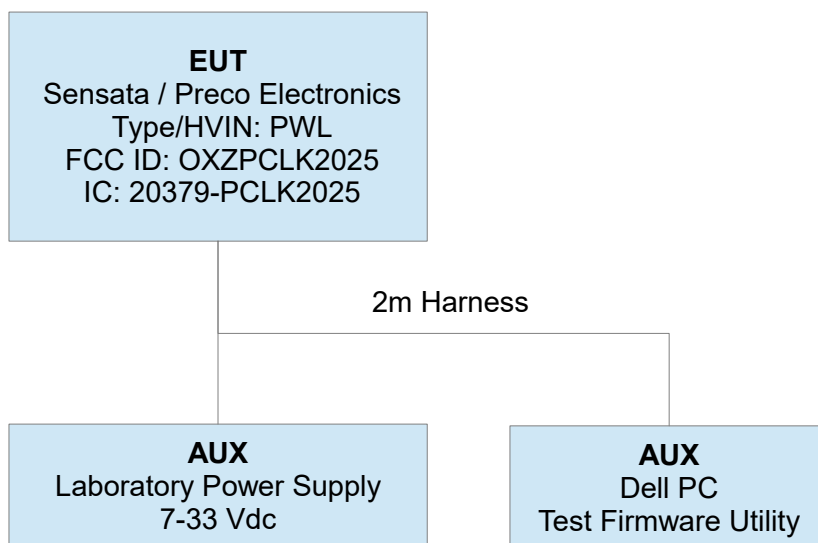 EUT
Sensata / Preco Electronics
Type/HVIN: PWL
FCC ID: OXZPCLK2025
IC: 20379-PCLK2025
2m Harness
AUX
Laboratory Power Supply
7-33 Vdc
AUX
Dell PC
Test Firmware Utility